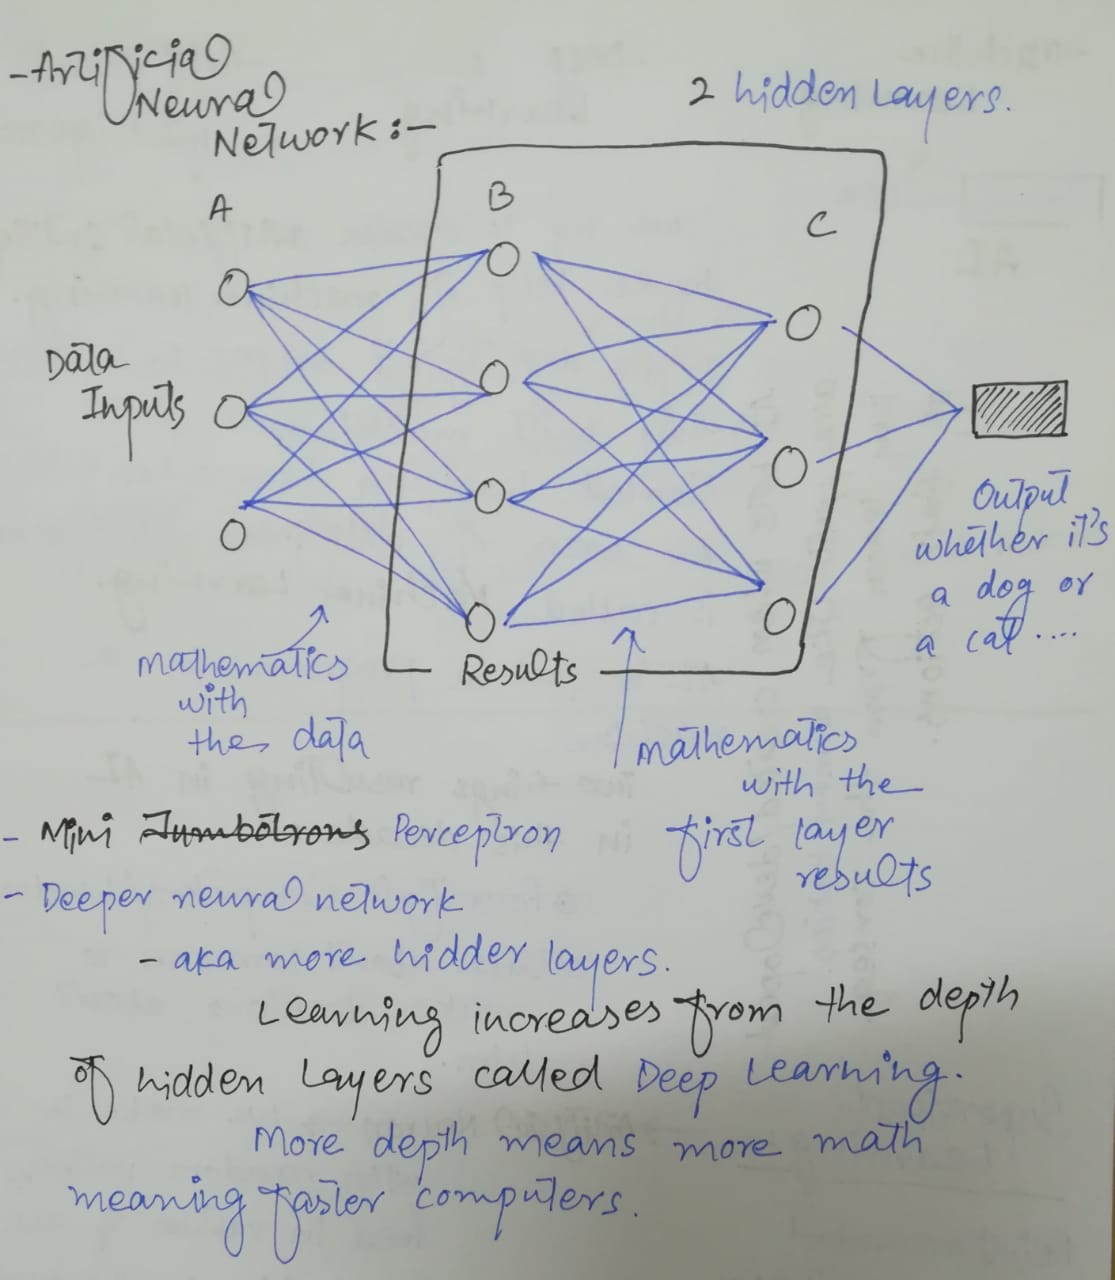 -Artificial
Neural
Network:-
2 hidden Layers.
A
B
C
Data
Inputs
Output
whether it's
a dog or
a cat ....
Results
mathematics
with
the data
mathematics
with the
first layer
results
- Mini Jumbotrons Perceptron
- Deeper neural network
- aka more hidder layers.
Learning increases from the depth
of hidden Layers called Deep Learning.
More depth means more math
meaning faster computers.